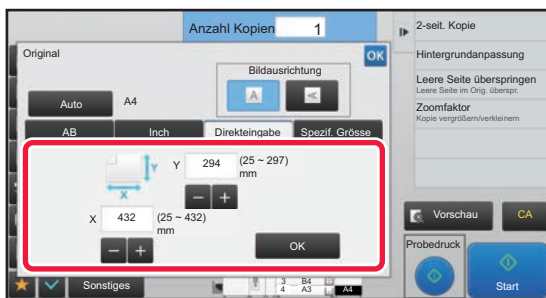 Anzahl Kopien 1
Original
OK
Bildausrichtung
A
A
Auto
A4
AB
Inch
Direkteingabe
Spezif. Grösse
Y
Y 294 (25 ~ 297)
mm
X
X 432 (25 ~ 432)
mm
OK
Sonstiges
3 B4
4 A3
A4
2-seit. Kopie
Hintergrundanpassung
Leere Seite überspringen
Leere Seite im Orig. überspr.
Zoomfaktor
Kopie vergrößern/verkleinern
Vorschau
CA
Probedruck
Start